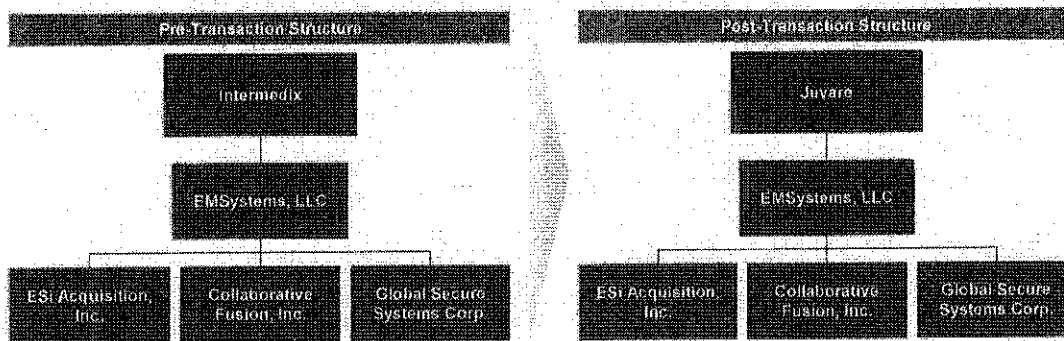 Pre-Transaction Structure
Intermedix
EMSystems, LLC
ESi Acquisition,
Inc.
Collaborative
Fusion, Inc.
Global Secure
Systems Corp
Post-Transaction Structure
Juvare
EMSystems, LLC
ESi Acquisition
Inc.
Collaborative
Fusion, Inc.
Global Secure
Systems Corp